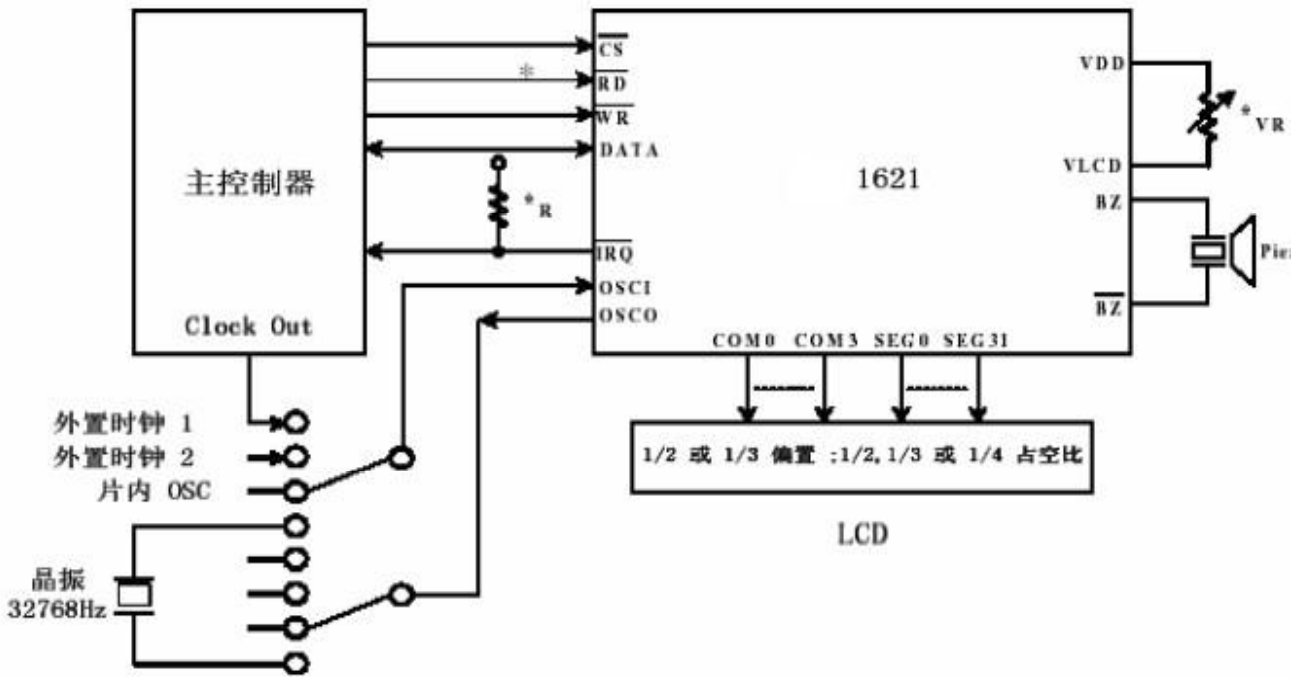 CS
RD
*
WR
DATA
主控制器
*R
IRQ
OSCI
OSCO
Clock Out
1621
VDD
*VR
VLCD
BZ
BZ
COM0 COM3 SEG0 SEG31
外置时钟 1
外置时钟 2
片内 OSC
1/2 或 1/3 偏置 ;1/2,1/3 或 1/4 占空比
LCD
晶振
32768Hz